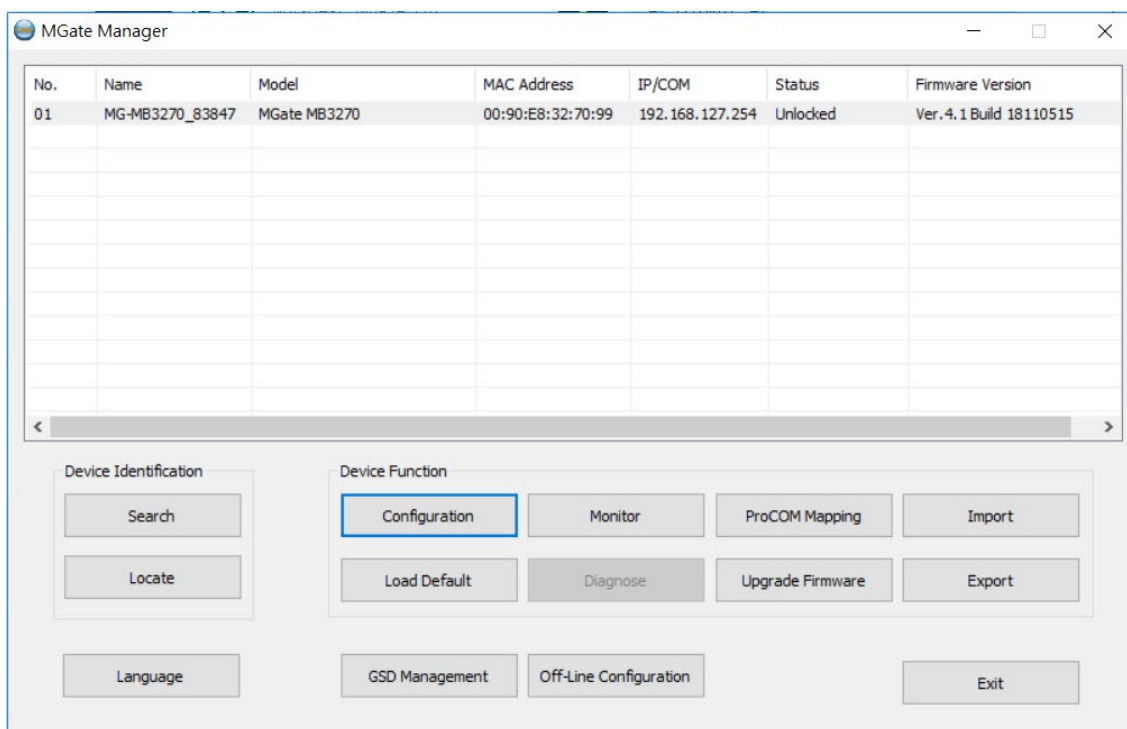 MGate Manager
No. Name Model MAC Address IP/COM Status Firmware Version
01 MG-MB3270_83847 MGate MB3270 00:90:E8:32:70:99 192.168.127.254 Unlocked Ver.4.1 Build 18110515
Device Identification
Search
Locate
Device Function
Configuration Monitor ProCOM Mapping Import
Load Default Diagnose Upgrade Firmware Export
Language GSD Management Off-Line Configuration Exit